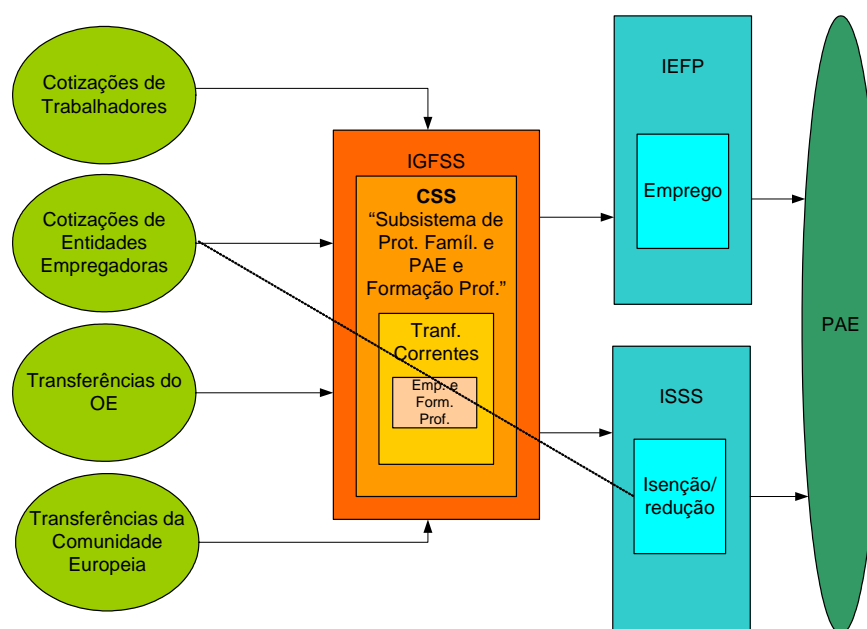 Cotizações de
Trabalhadores
Cotizações de
Entidades
Empregadoras
Transferências do
OE
Transferências da
Comunidade
Europeia
IGFSS
CSS
“Subsistema de
Prot. Famíl. e
PAE e
Formação Prof.”
Tranf.
Correntes
Emp. e
Form.
Prof.
IEFP
Emprego
ISSS
Isenção/
redução
PAE